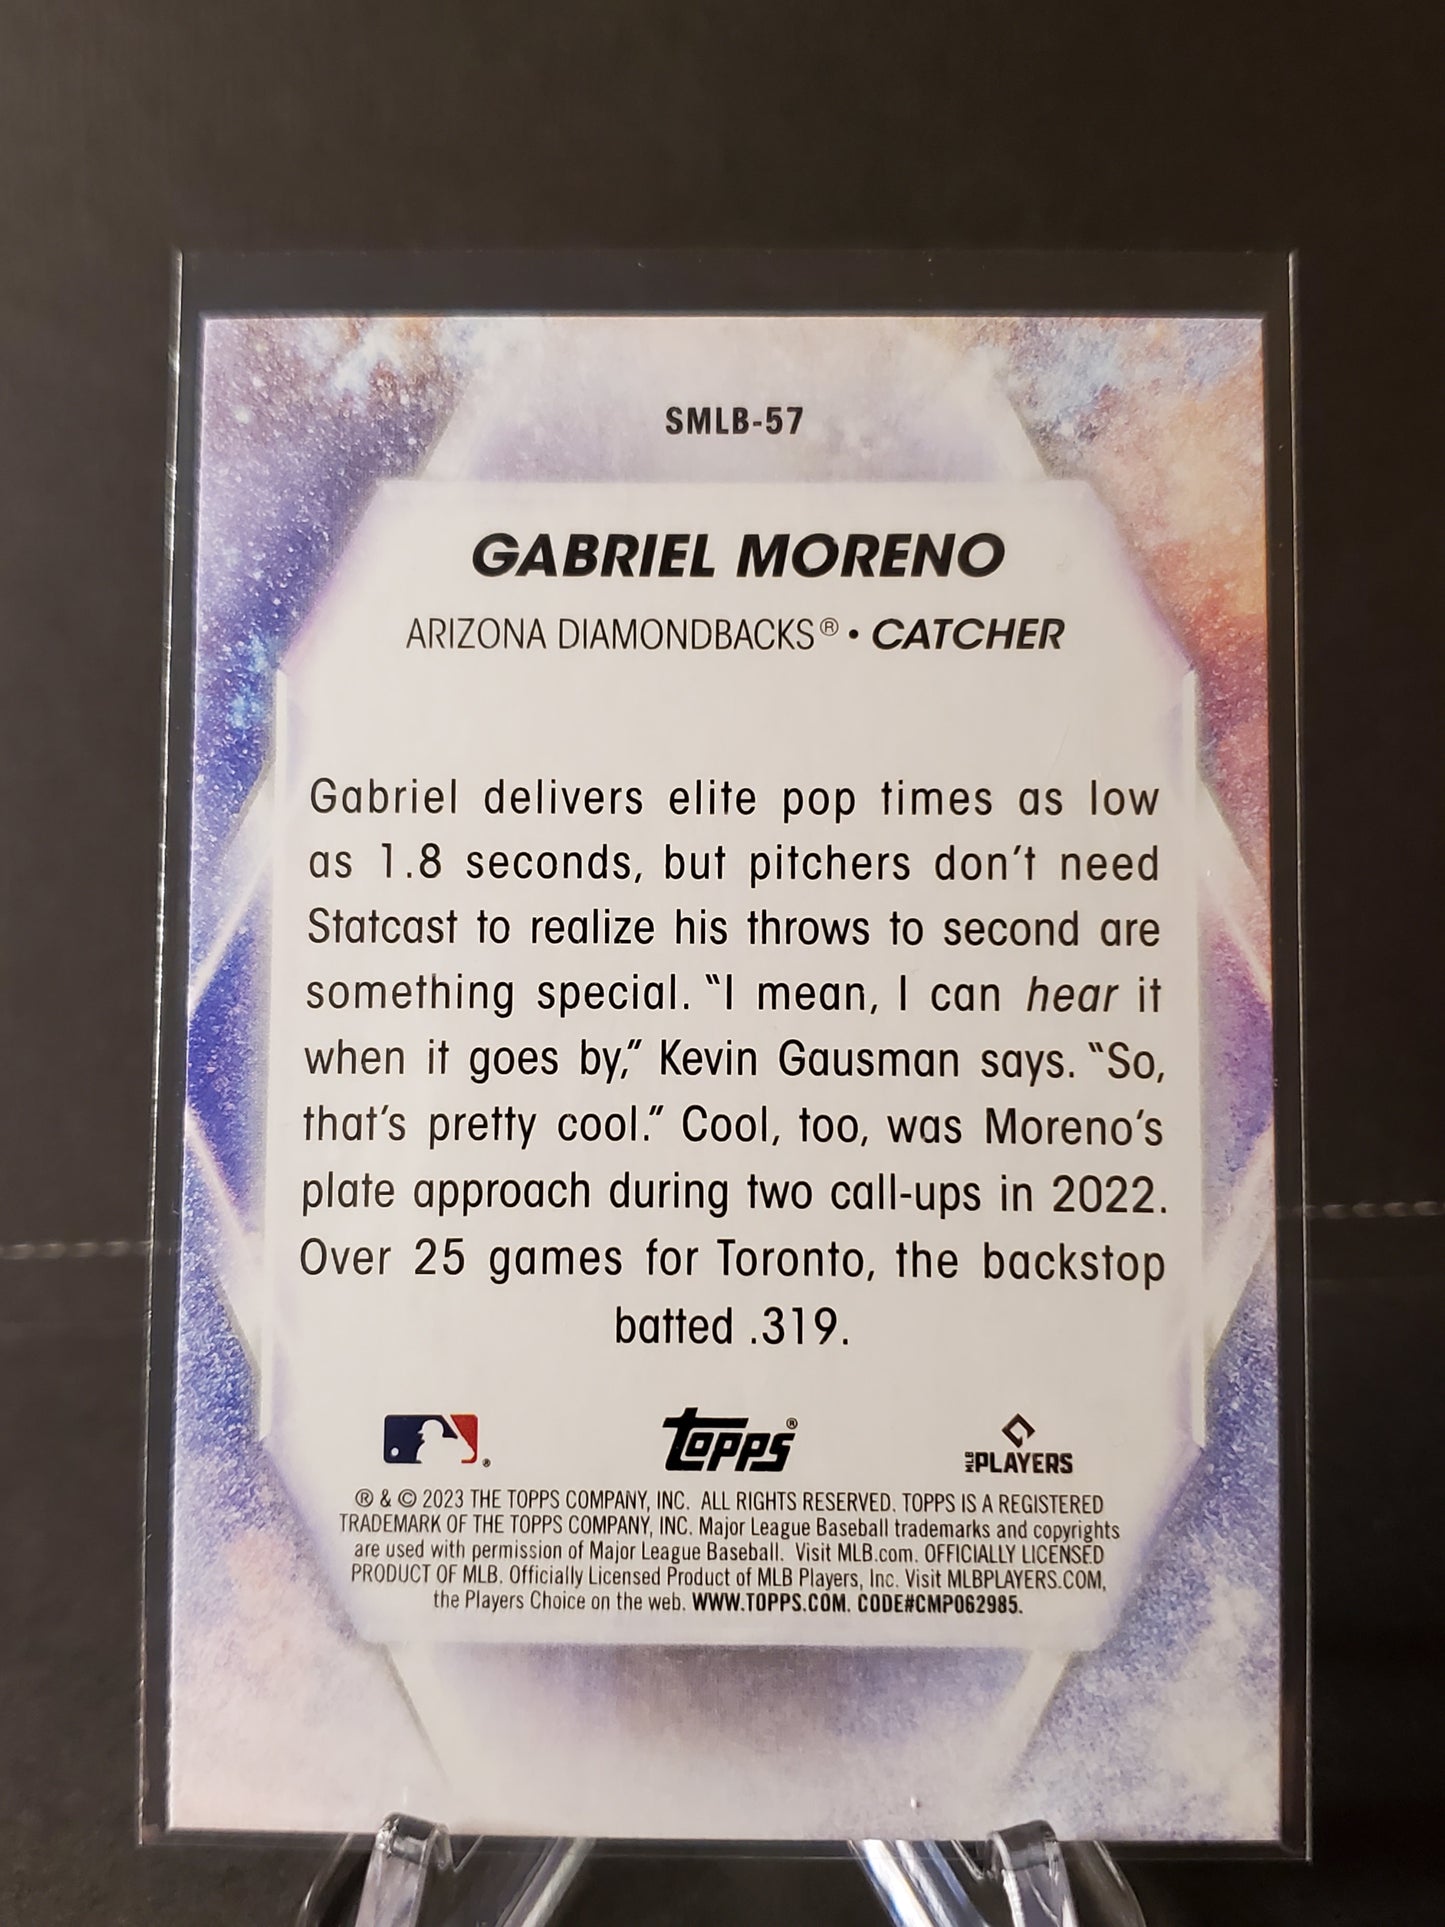 SMLB-57
GABRIEL MORENO
ARIZONA DIAMONDBACKS® • CATCHER
Gabriel delivers elite pop times as low
as 1.8 seconds, but pitchers don't need
Statcast to realize his throws to second are
something special. “I mean, I can hear it
when it goes by,” Kevin Gausman says. “So,
that's pretty cool.” Cool, too, was Moreno's
plate approach during two call-ups in 2022.
Over 25 games for Toronto, the backstop
batted .319.
®
Topps®
MLB PLAYERS
® & © 2023 THE TOPPS COMPANY, INC. ALL RIGHTS RESERVED. TOPPS IS A REGISTERED
TRADEMARK OF THE TOPPS COMPANY, INC. Major League Baseball trademarks and copyrights
are used with permission of Major League Baseball. Visit MLB.com. OFFICIALLY LICENSED
PRODUCT OF MLB. Officially Licensed Product of MLB Players, Inc. Visit MLBPLAYERS.COM,
the Players Choice on the web. WWW.TOPPS.COM. CODE#CMP062985.